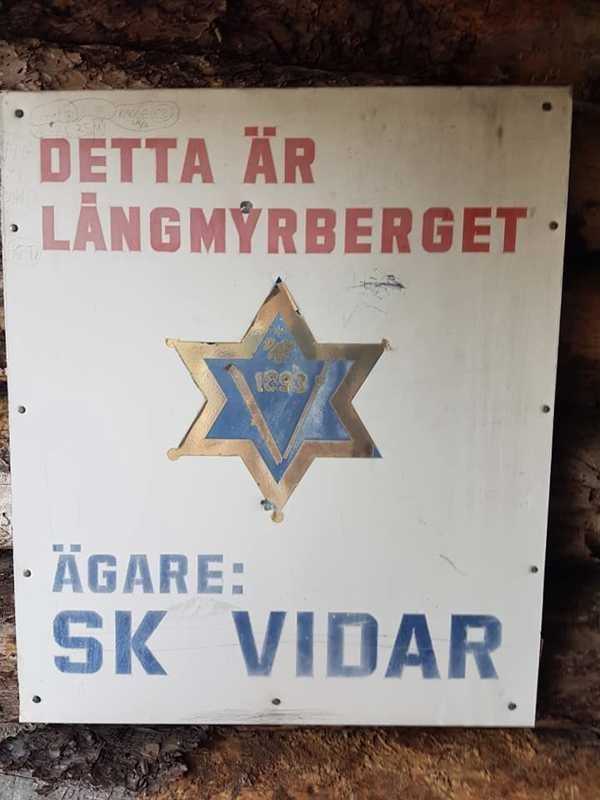 DETTA ÄR
LÅNGMYRBERGET
1893
ÄGARE:
SK VIDAR